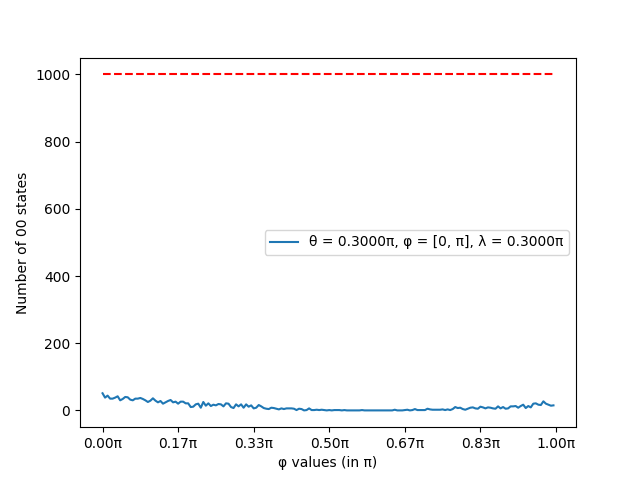 1000
800
600
400
200
0
Number of 00 states
θ = 0.3000π, φ = [0, π], λ = 0.3000π
0.00π 0.17π 0.33π 0.50π 0.67π 0.83π 1.00π
φ values (in π)